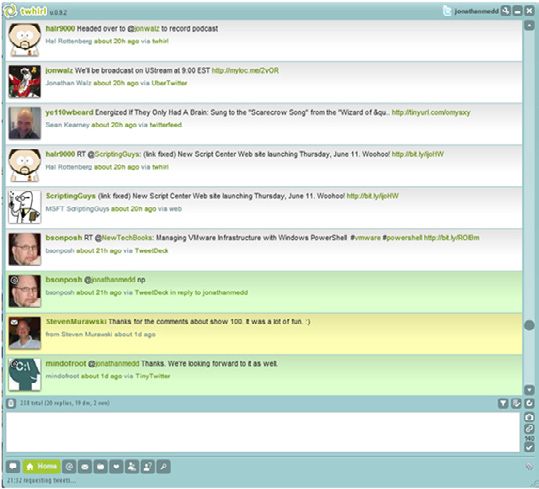 twhirl v 0.9.2
jonathanmedd
halr9000 Headed over to @jonwalz to record podcast
Hal Rottenberg about 20h ago via twhirl
jonwalz We'll be broadcast on UStream at 9:00 EST http://myloc.me/2vOR
Jonathan Walz about 20h ago via UberTwitter
ye110wbeard Energized If They Only Had A Brain: Sung to the "Scarecrow Song" from the "Wizard of &qu.. http://tinyurl.com/omysxxy
Sean Kearney about 20h ago via twitterfeed
halr9000 RT @ScriptingGuys: (link fixed) New Script Center Web site launching Thursday, June 11. Woohoo! http://bit.ly/ijoHW
Hal Rottenberg about 20h ago via twhirl
ScriptingGuys (link fixed) New Script Center Web site launching Thursday, June 11. Woohoo! http://bit.ly/ijoHW
MSFT ScriptingGuys about 20h ago via web
bsonposh RT @NewTechBooks: Managing VMware Infrastructure with Windows PowerShell #vmware #powershell http://bit.ly/ROIBm
bsonposh about 21h ago via TweetDeck
bsonposh @jonathanmedd np
bsonposh about 21h ago via TweetDeck in reply to jonathanmedd
StevenMurawski Thanks for the comments about show 100. It was a lot of fun. :)
from Steven Murawski about 1d ago
mindofroot @jonathanmedd Thanks. We're looking forward to it as well.
mindofroot about 1d ago via TinyTwitter
238 total (20 replies, 19 dm, 2 own)
140
Home
21:32 requesting tweets...